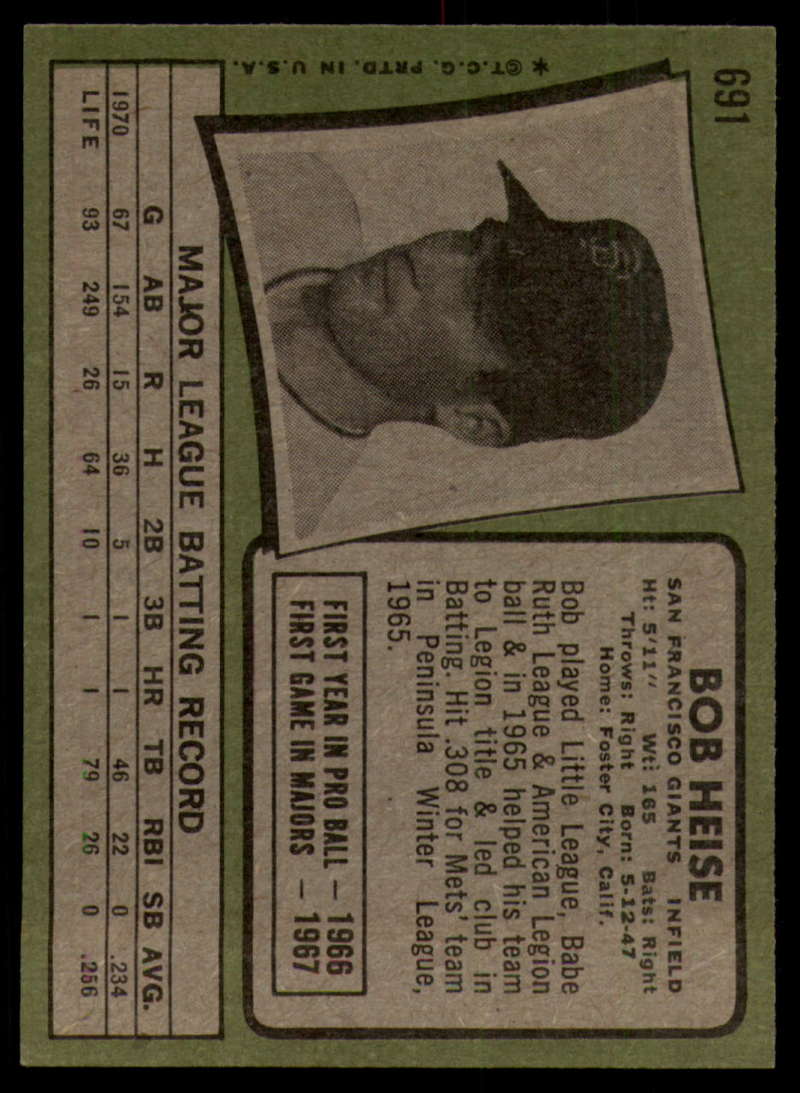 691
BOB HEISE
SAN FRANCISCO GIANTS INFIELD
Ht: 5'11" Wt: 165 Bats: Right
Throws: Right Born: 5-12-47
Home: Foster City, Calif.
Bob played Little League, Babe
Ruth League & American Legion
ball & in 1965 helped his team
to Legion title & led club in
Batting. Hit .308 for Mets' team
in Peninsula Winter League,
1965.
FIRST YEAR IN PRO BALL — 1966
FIRST GAME IN MAJORS — 1967
SF
MAJOR LEAGUE BATTING RECORD
G AB R H 2B 3B HR TB RBI SB AVG.
1970 67 154 15 36 5 1 1 46 22 0 .234
LIFE 93 249 26 64 10 1 1 79 26 0 .256
* ©T.C.G. PRTD. IN U.S.A.